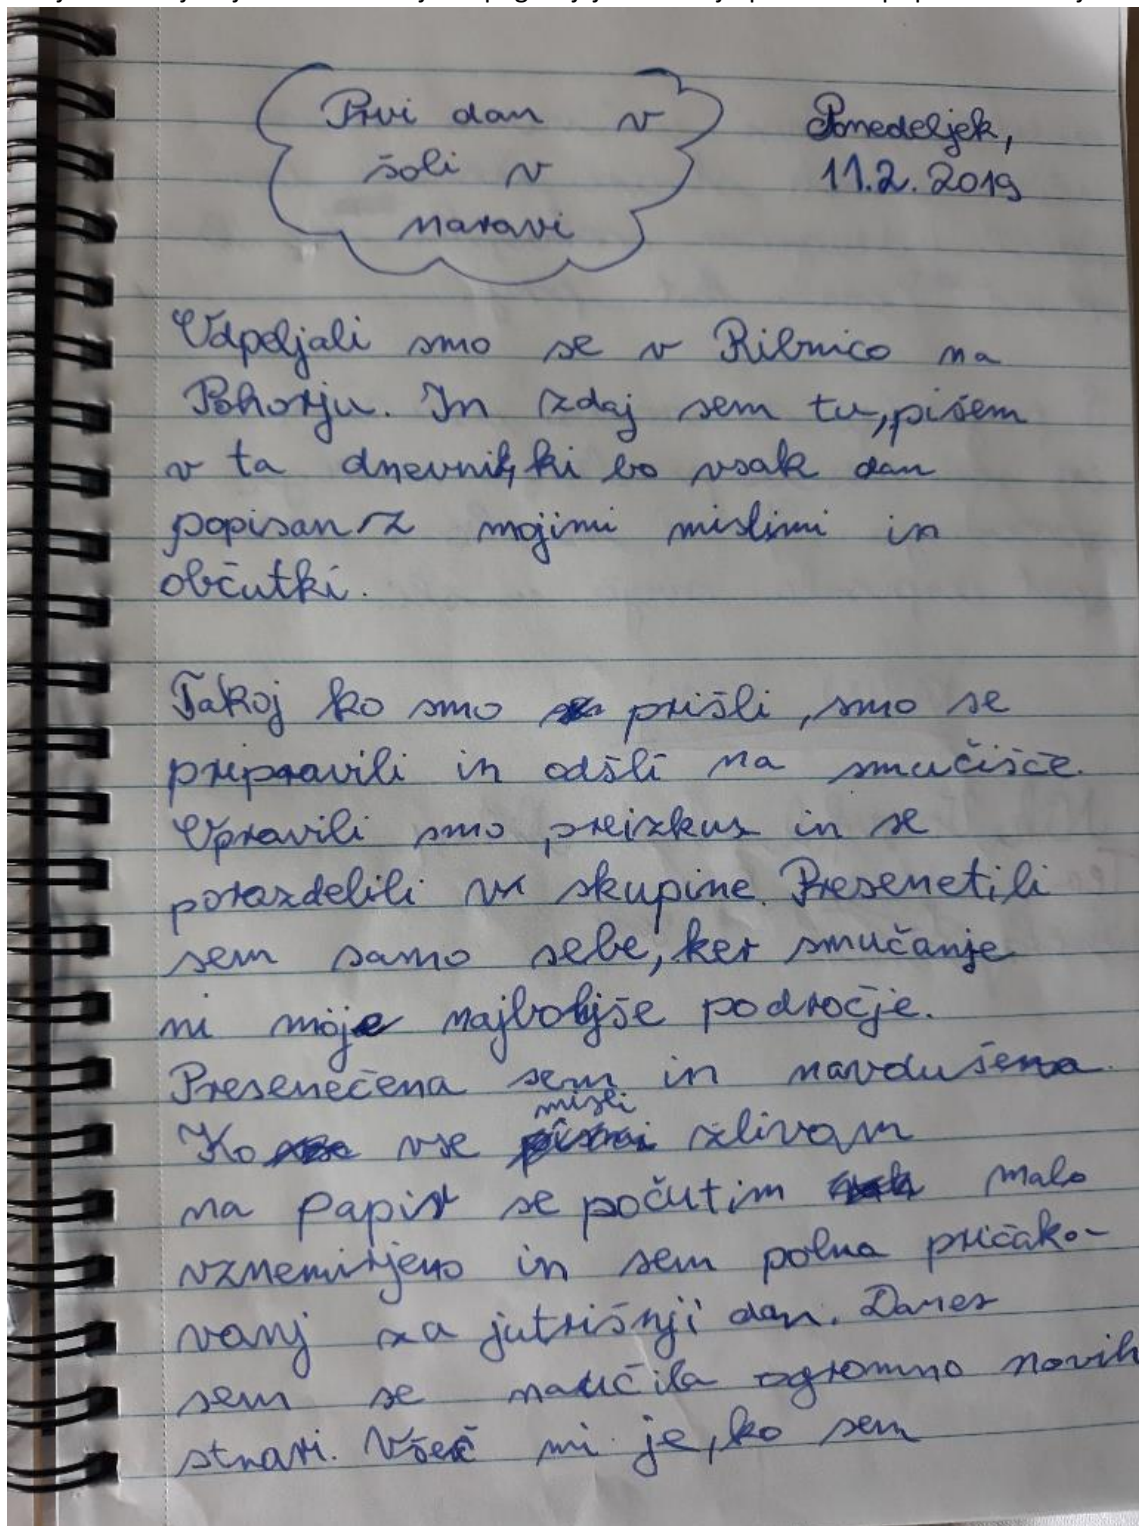 Prvi dan v
šoli v
naravi
Ponedeljek,
11.2.2019
Odpeljali smo se v Ribnico na
Pohorju. In zdaj sem tu, pišem
v ta dnevnik, ki bo vsak dan
popisan z mojimi mislimi in
občutki.
Takoj ko smo prišli, smo se
pripravili in odšli na smučišče.
Opravili smo preizkus in se
porazdelili v skupine. Presenetili
sem samo sebe, ker smučanje
ni moje najboljše področje.
Presenečena sem in navdušena.
Ko vse misli zlivam
na papir se počutim malo
vznemirjeno in sem polna pričako-
vanj za jutrišnji dan. Danes
sem se naučila ogromno novih
stvari. Všeč mi je, ko sem